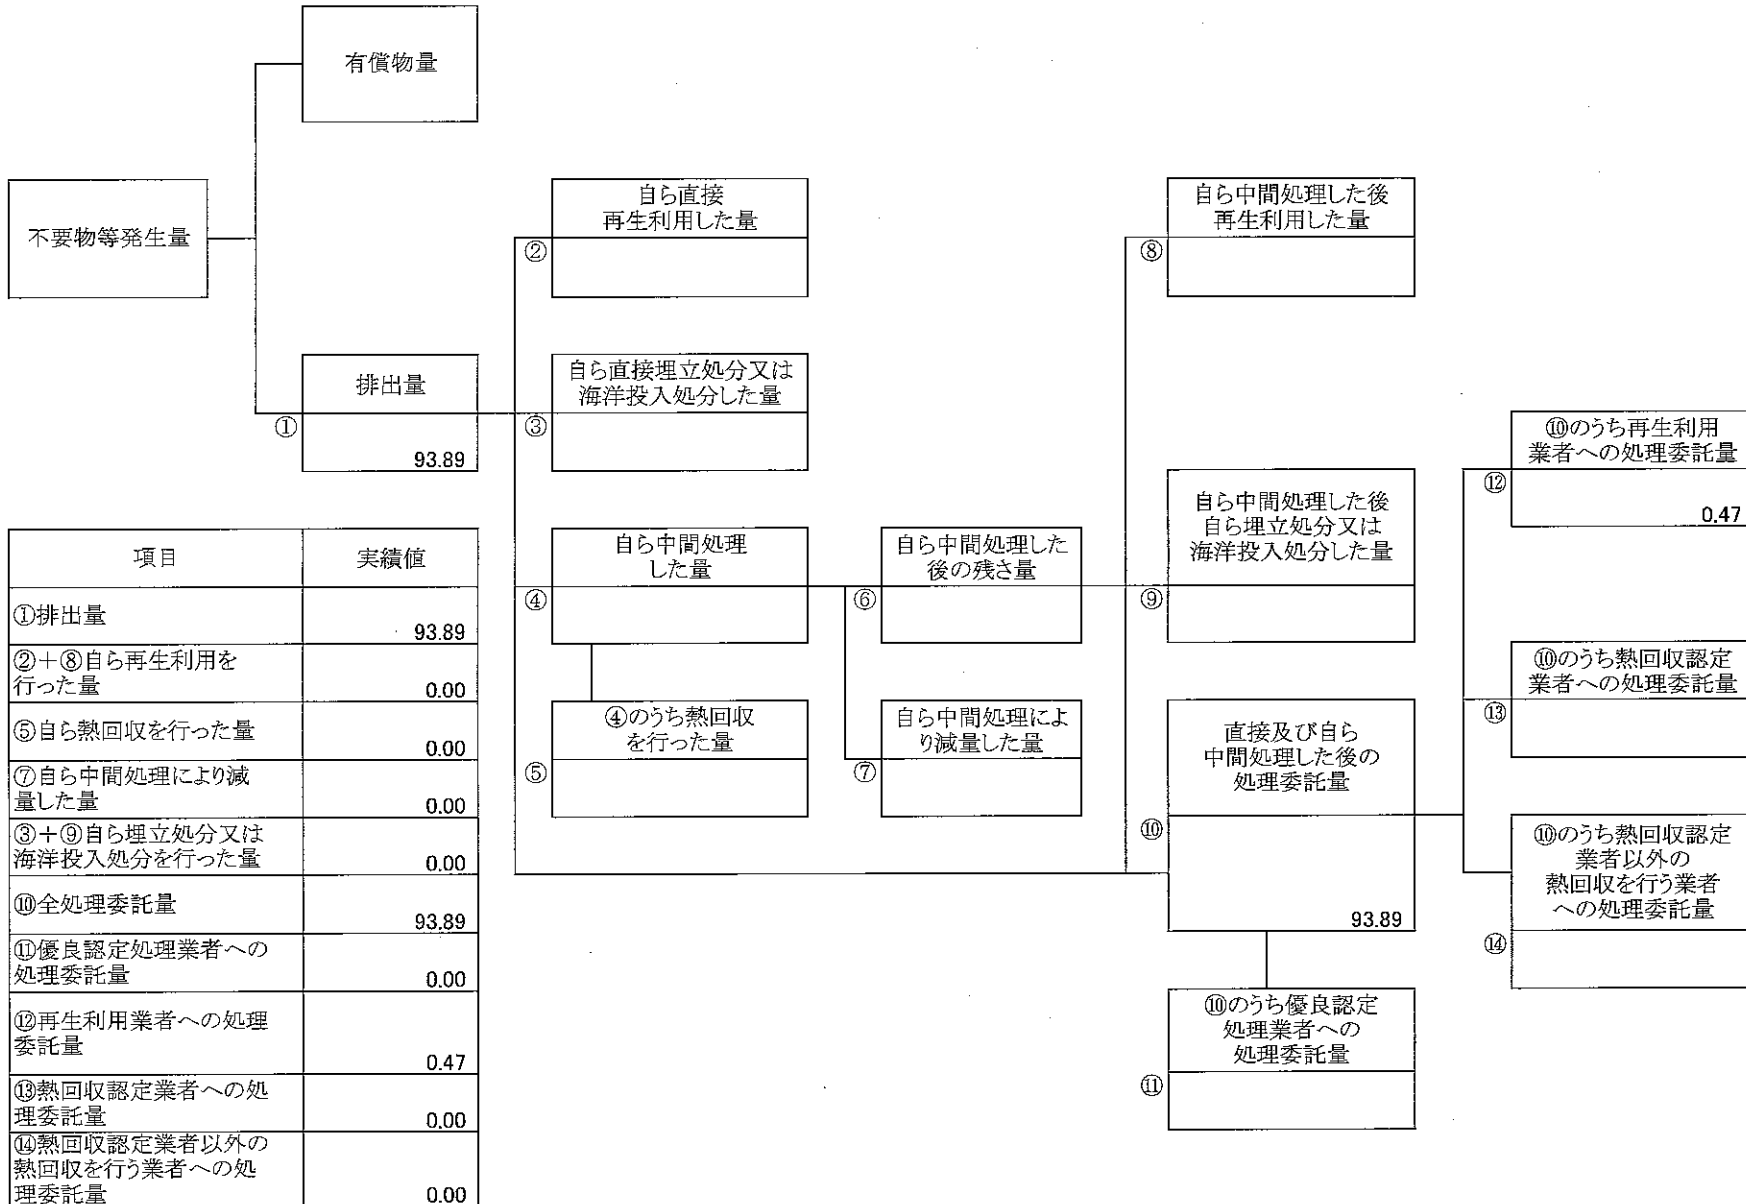 有償物量
不要物等発生量
排出量
①
93.89
自ら直接
再生利用した量
②
自ら直接埋立処分又は
海洋投入処分した量
③
自ら中間処理
した量
④
④のうち熱回収
を行った量
⑤
自ら中間処理した
後の残さ量
⑥
自ら中間処理によ
り減量した量
⑦
自ら中間処理した後
再生利用した量
⑧
自ら中間処理した後
自ら埋立処分又は
海洋投入処分した量
⑨
直接及び自ら
中間処理した後の
処理委託量
⑩
93.89
⑩のうち優良認定
処理業者への
処理委託量
⑪
⑩のうち再生利用
業者への処理委託量
⑫
0.47
⑩のうち熱回収認定
業者への処理委託量
⑬
⑩のうち熱回収認定
業者以外の
熱回収を行う業者
への処理委託量
⑭
項目 実績値
①排出量
93.89
②+⑧自ら再生利用を
行った量
0.00
⑤自ら熱回収を行った量
0.00
⑦自ら中間処理により減
量した量
0.00
③+⑨自ら埋立処分又は
海洋投入処分を行った量
0.00
⑩全処理委託量
93.89
⑪優良認定処理業者への
処理委託量
0.00
⑫再生利用業者への処理
委託量
0.47
⑬熱回収認定業者への処
理委託量
0.00
⑭熱回収認定業者以外の
熱回収を行う業者への処
理委託量
0.00